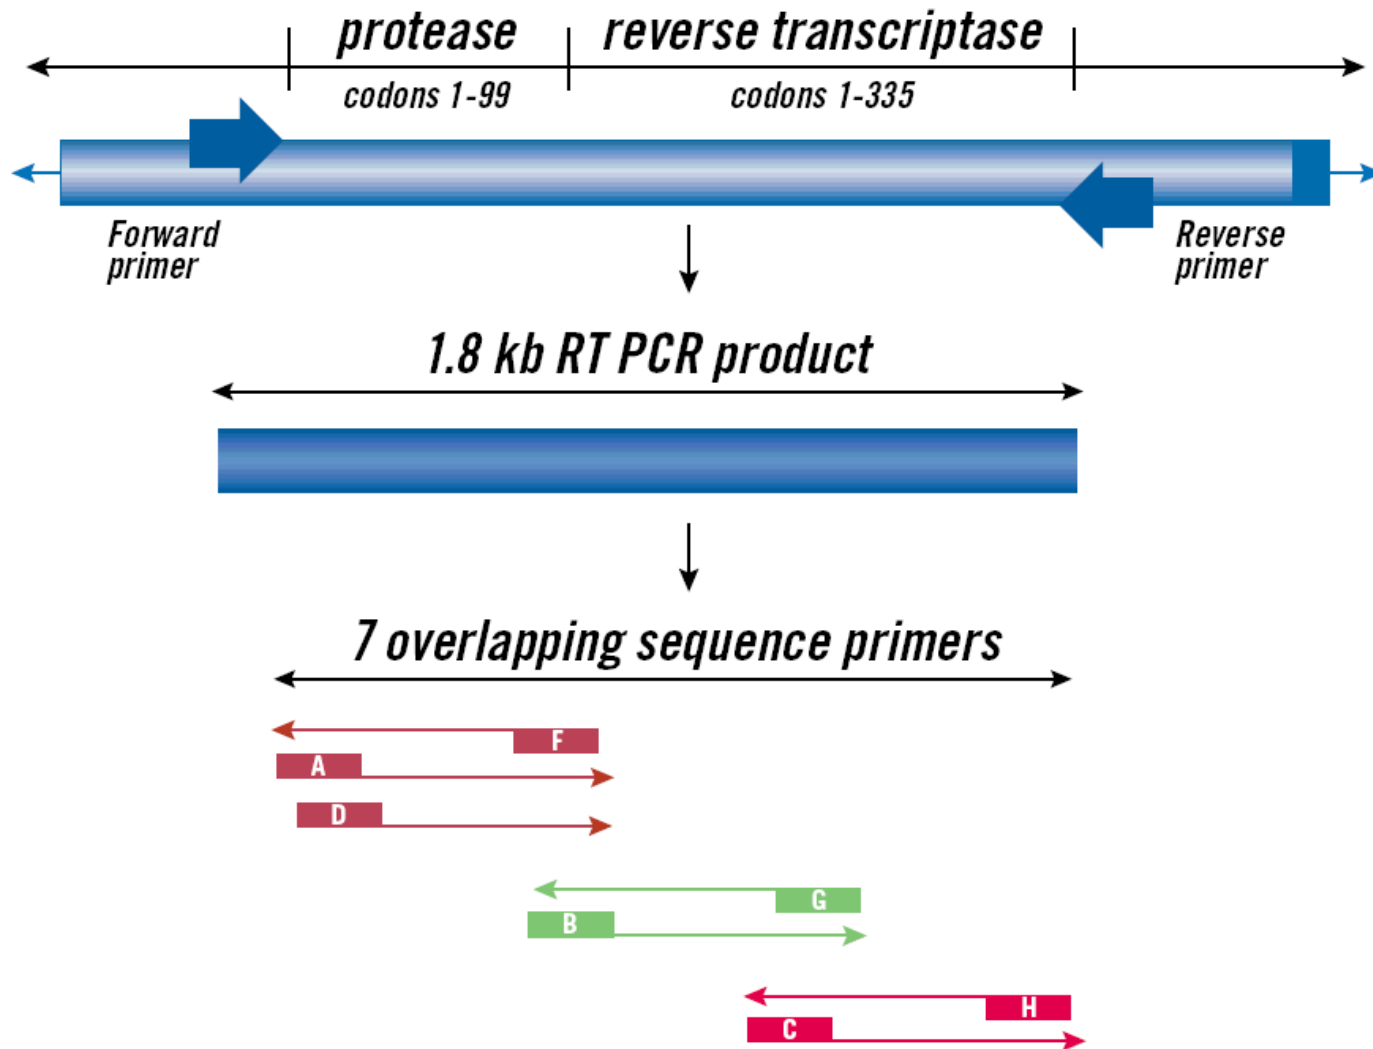 protease reverse transcriptase
codons 1-99 codons 1-335
Forward
primer
Reverse
primer
1.8 kb RT PCR product
7 overlapping sequence primers
F
A
D
G
B
H
C